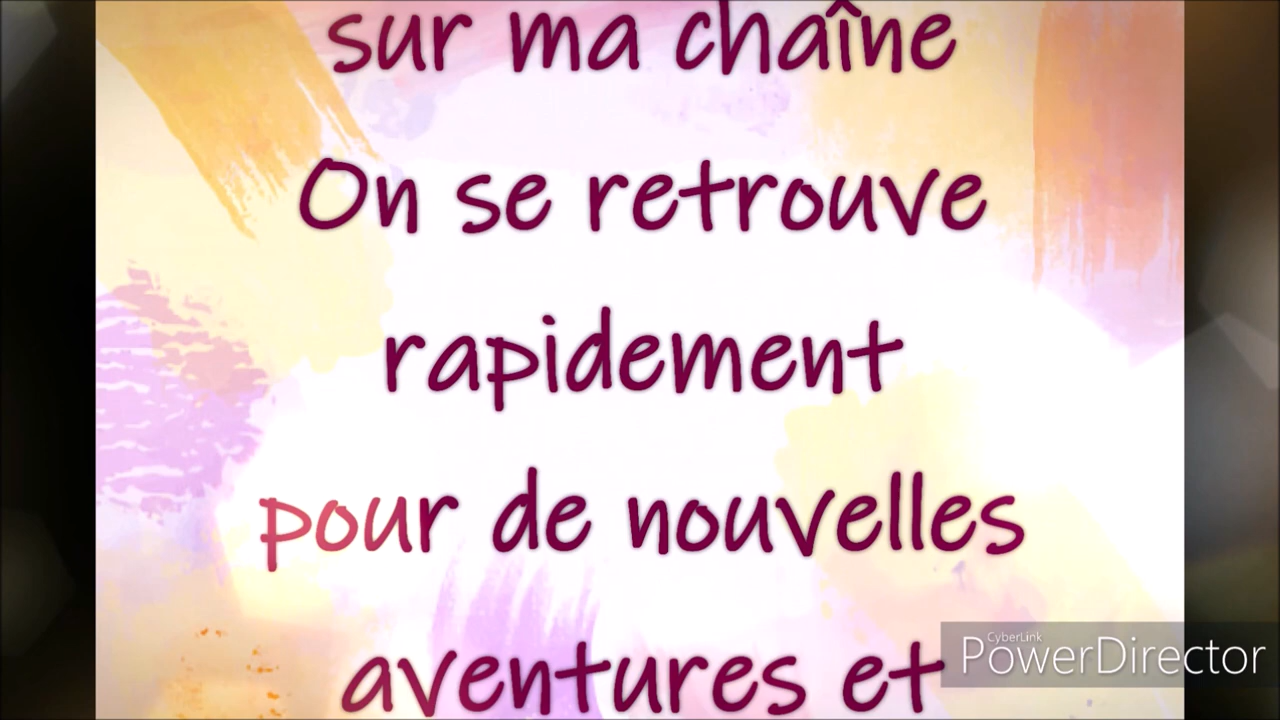 sur ma chaîne
On se retrouve
rapidement
pour de nouvelles
aventures et
CyberLink
PowerDirector